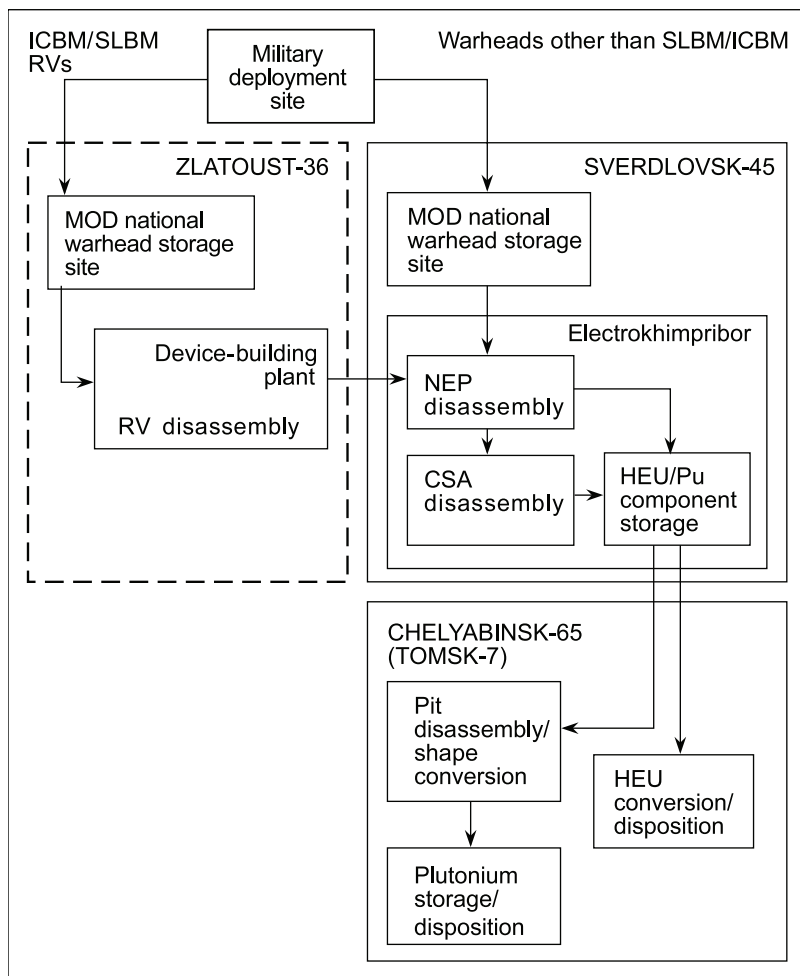 ICBM/SLBM
RVs
Military
deployment
site
Warheads other than SLBM/ICBM
ZLATOUST-36
MOD national
warhead storage
site
Device-building
plant
RV disassembly
SVERDLOVSK-45
MOD national
warhead storage
site
Electrokhimpribor
NEP
disassembly
CSA
disassembly
HEU/Pu
component
storage
CHELYABINSK-65
(TOMSK-7)
Pit
disassembly/
shape
conversion
HEU
conversion/
disposition
Plutonium
storage/
disposition